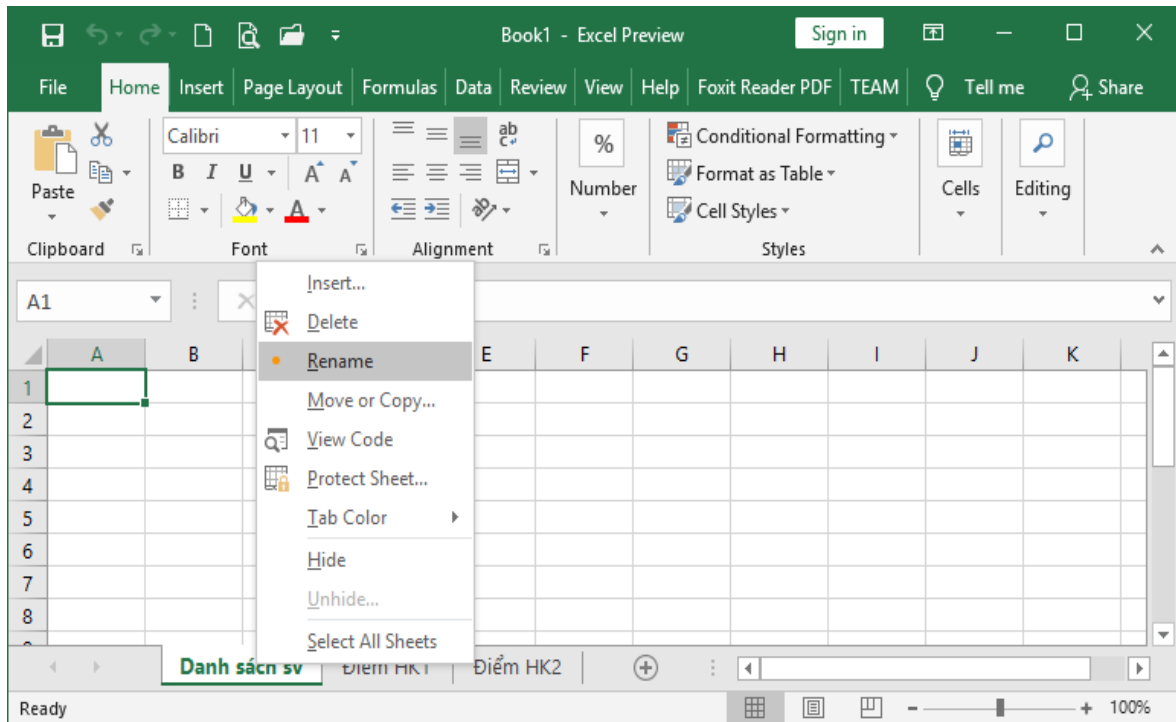 Book1 - Excel Preview Sign in
File Home Insert Page Layout Formulas Data Review View Help Foxit Reader PDF TEAM Tell me Share
Paste
Clipboard
Calibri 11
B I U A A
A
Font
ab
Alignment
%
Number
Conditional Formatting
Format as Table
Cell Styles
Styles
Cells
Editing
A1
Insert...
Delete
Rename
Move or Copy...
View Code
Protect Sheet...
Tab Color
Hide
Unhide...
Select All Sheets
A B E F G H I J K
1
2
3
4
5
6
7
8
Danh sách sv Điểm HK1 Điểm HK2
Ready 100%